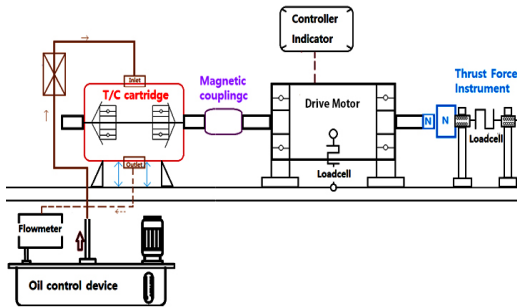 Controller
Indicator
Inlet
T/C cartridge
Magnetic
couplingc
Drive Motor
Thrust Force
Instrument
N
N
Loadcell
Outlet
Loadcell
Flowmeter
Oil control device